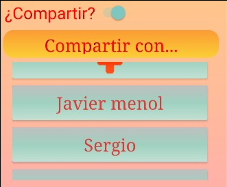 ¿Compartir?
Compartir con...
Javier menol
Sergio